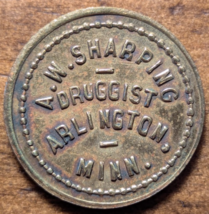 A.W. SHARPING
DRUGGIST
ARLINGTON,
MINN.